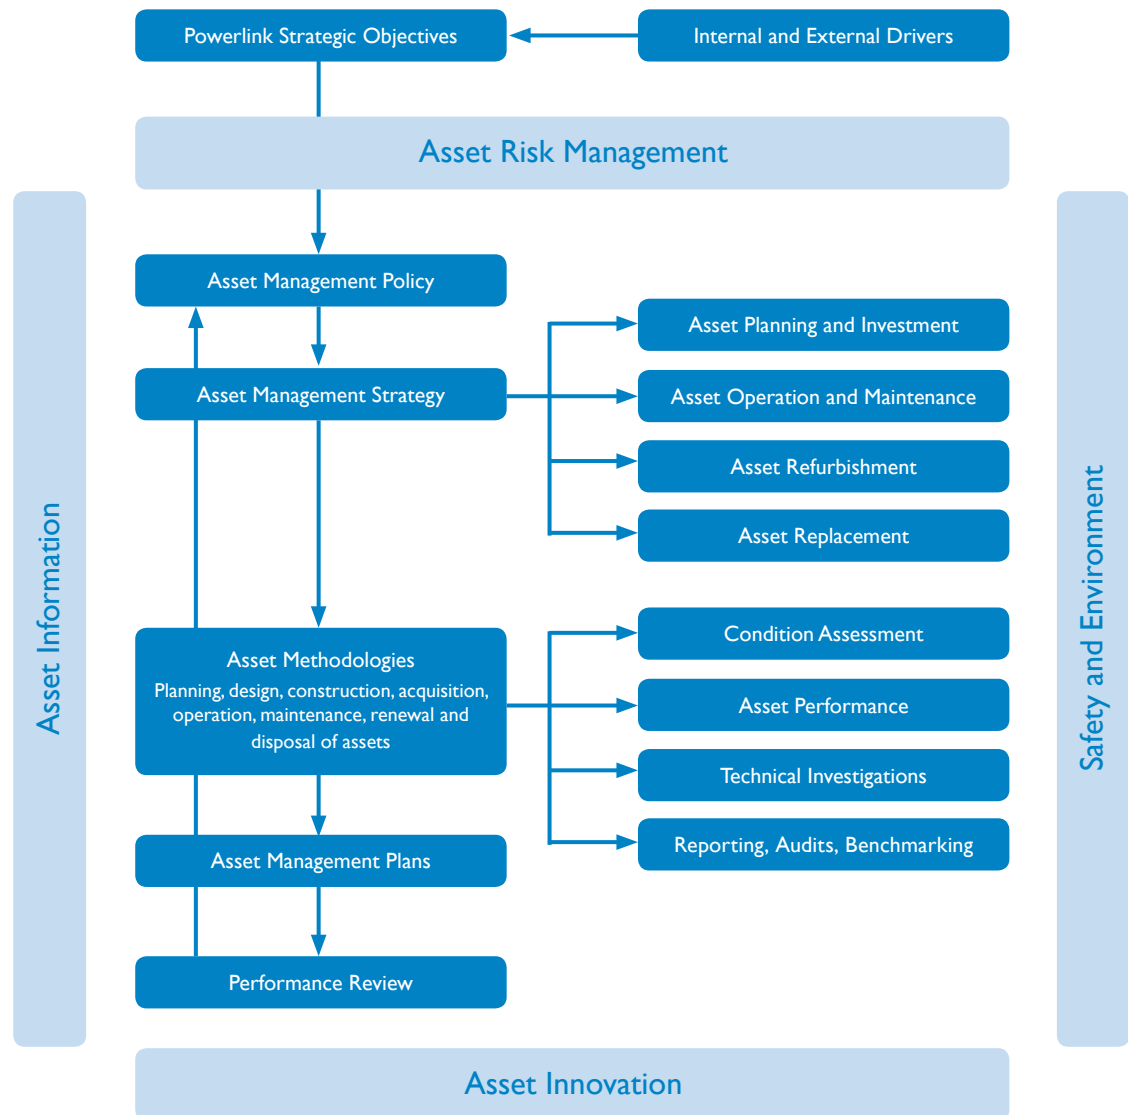 Powerlink Strategic Objectives
Internal and External Drivers
Asset Risk Management
Asset Information
Safety and Environment
Asset Management Policy
Asset Management Strategy
Asset Planning and Investment
Asset Operation and Maintenance
Asset Refurbishment
Asset Replacement
Asset Methodologies
Planning, design, construction, acquisition,
operation, maintenance, renewal and
disposal of assets
Condition Assessment
Asset Performance
Technical Investigations
Reporting, Audits, Benchmarking
Asset Management Plans
Performance Review
Asset Innovation